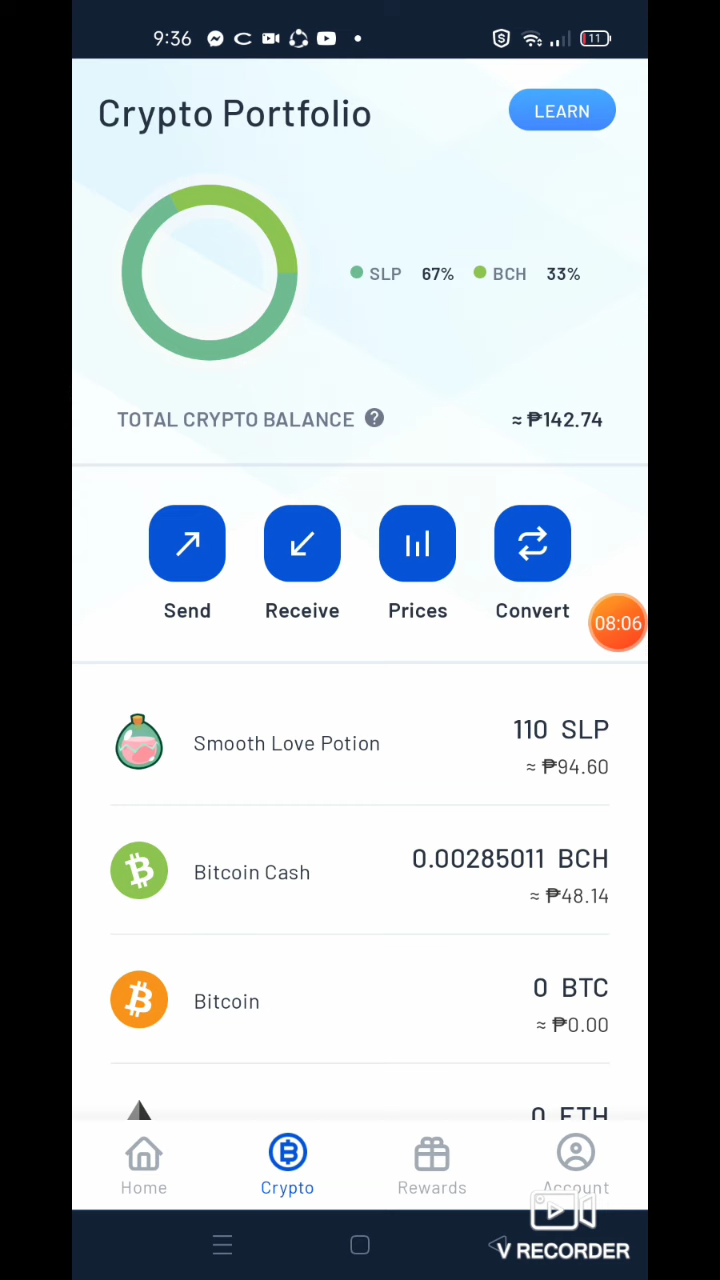 9:36
11
Crypto Portfolio
LEARN
SLP 67% BCH 33%
TOTAL CRYPTO BALANCE ?
≈ ₱142.74
Send Receive Prices Convert
08:06
Smooth Love Potion
110 SLP
≈ ₱94.60
Bitcoin Cash
0.00285011 BCH
≈ ₱48.14
Bitcoin
0 BTC
≈ ₱0.00
0 ETH
Home Crypto Rewards Account
V RECORDER